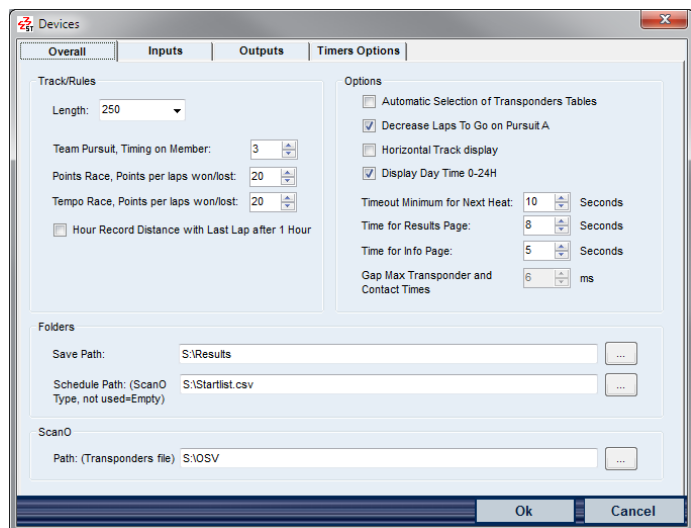 ST Devices
Overall Inputs Outputs Timers Options
Track/Rules
Length: 250
Team Pursuit, Timing on Member: 3
Points Race, Points per laps won/lost: 20
Tempo Race, Points per laps won/lost: 20
Hour Record Distance with Last Lap after 1 Hour
Options
Automatic Selection of Transponders Tables
Decrease Laps To Go on Pursuit A
Horizontal Track display
Display Day Time 0-24H
Timeout Minimum for Next Heat: 10 Seconds
Time for Results Page: 8 Seconds
Time for Info Page: 5 Seconds
Gap Max Transponder and
Contact Times 6 ms
Folders
Save Path: S:\Results ...
Schedule Path: (ScanO S:\Startlist.csv ...
Type, not used=Empty)
ScanO
Path: (Transponders file) S:\OSV ...
Ok Cancel